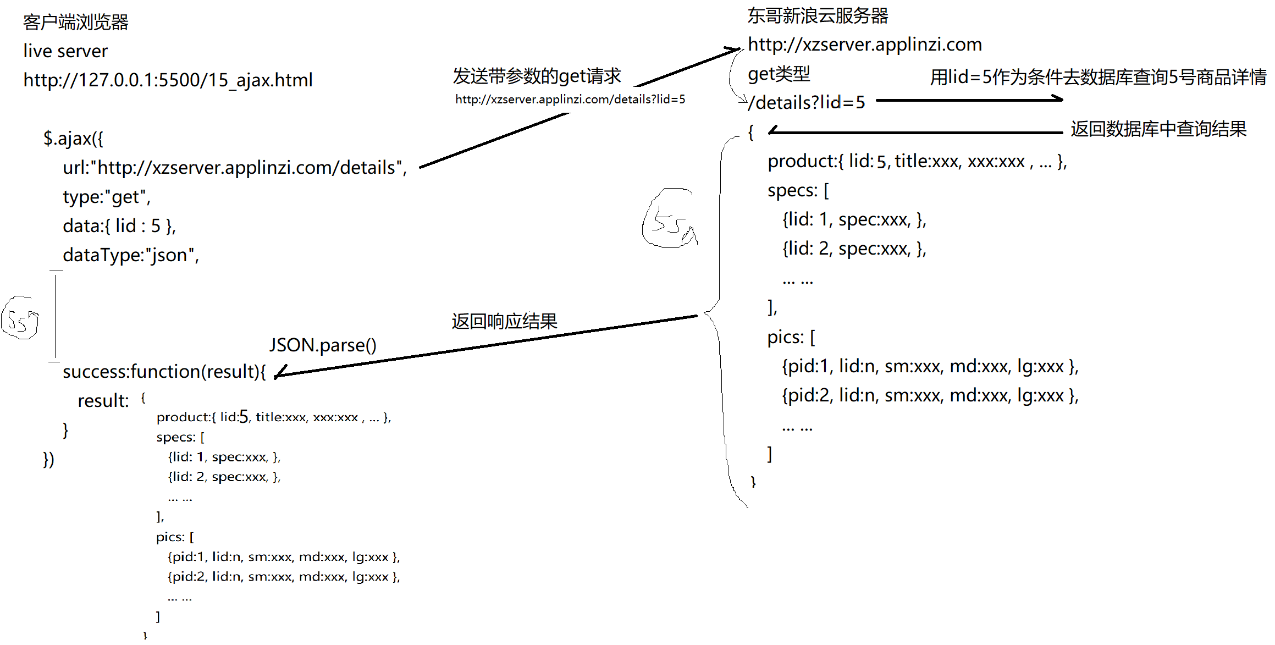 客户端浏览器
live server
http://127.0.0.1:5500/15_ajax.html
$.ajax({
url:"http://xzserver.applinzi.com/details",
type:"get",
data:{ lid : 5 },
dataType:"json",
success:function(result){
result:
{
product:{ lid:5, title:xxx, xxx:xxx , ... },
specs: [
{lid: 1, spec:xxx, },
{lid: 2, spec:xxx, },
... ...
],
pics: [
{pid:1, lid:n, sm:xxx, md:xxx, lg:xxx },
{pid:2, lid:n, sm:xxx, md:xxx, lg:xxx },
... ...
]
}
}
})
发送带参数的get请求
http://xzserver.applinzi.com/details?lid=5
JSON.parse()
返回响应结果
东哥新浪云服务器
http://xzserver.applinzi.com
get类型
/details?lid=5
用lid=5作为条件去数据库查询5号商品详情
返回数据库中查询结果
{
product:{ lid:5, title:xxx, xxx:xxx , ... },
specs: [
{lid: 1, spec:xxx, },
{lid: 2, spec:xxx, },
... ...
],
pics: [
{pid:1, lid:n, sm:xxx, md:xxx, lg:xxx },
{pid:2, lid:n, sm:xxx, md:xxx, lg:xxx },
... ...
]
}